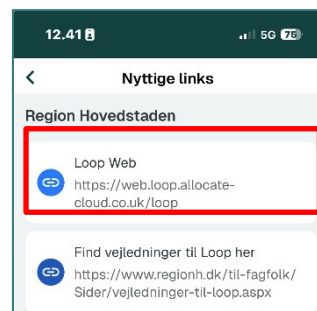 12.41
5G 75
Nyttige links
Region Hovedstaden
Loop Web
https://web.loop.allocate-
cloud.co.uk/loop
Find vejledninger til Loop her
https://www.regionh.dk/til-fagfolk/
Sider/vejledninger-til-loop.aspx